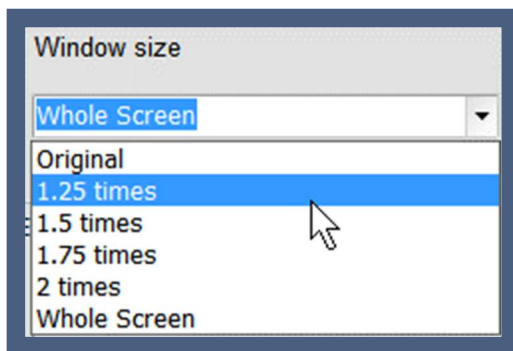 Window size
Whole Screen
Original
1.25 times
1.5 times
1.75 times
2 times
Whole Screen